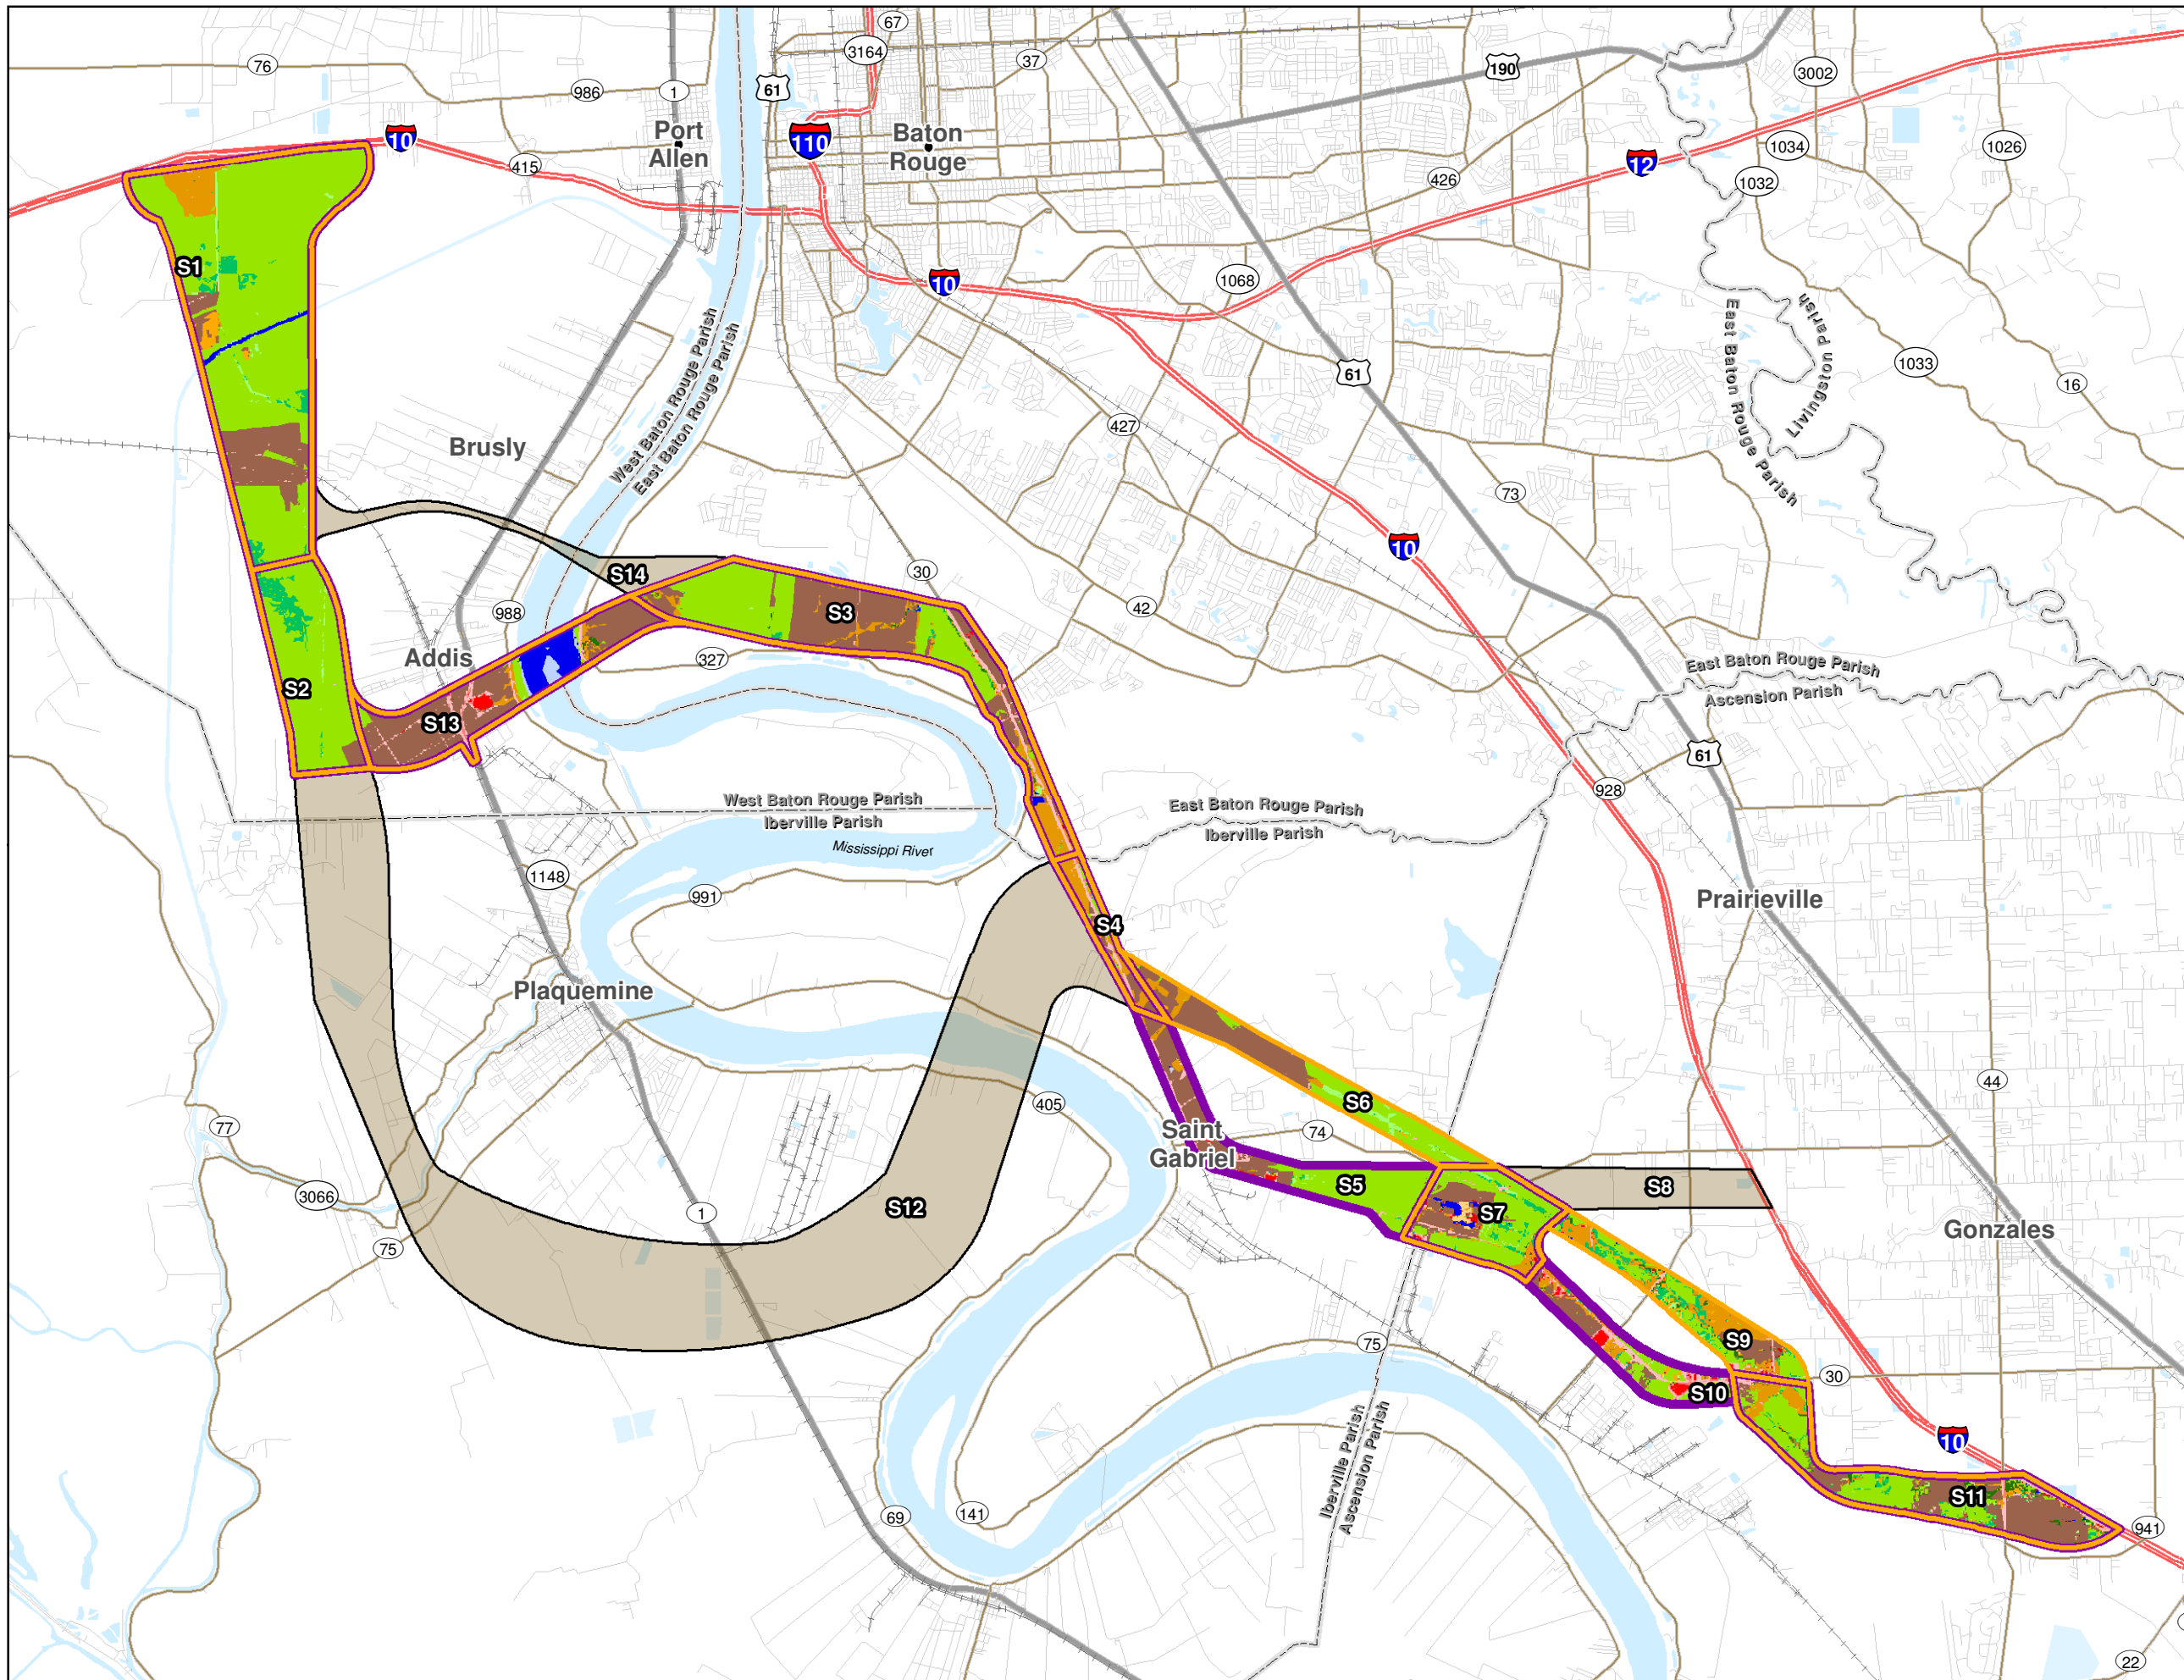 67
3164
37
76
986
1
61
190
3002
10
110
Port
Allen
Baton
Rouge
415
426
12
1034
1032
1026
S1
10
1068
West Baton Rouge Parish
East Baton Rouge Parish
East Baton Rouge Parish
Livingston Parish
1033
16
61
427
Brusly
73
10
30
S14
988
42
S3
327
Addis
S2
S13
East Baton Rouge Parish
Ascension Parish
61
928
West Baton Rouge Parish
Iberville Parish
East Baton Rouge Parish
Iberville Parish
Mississippi River
1148
991
Prairieville
S4
Plaquemine
405
44
S6
77
Saint
Gabriel
74
3066
S5
S8
S12
1
S7
Gonzales
75
75
S9
30
S10
10
Iberville Parish
Ascension Parish
S11
69
141
941
22